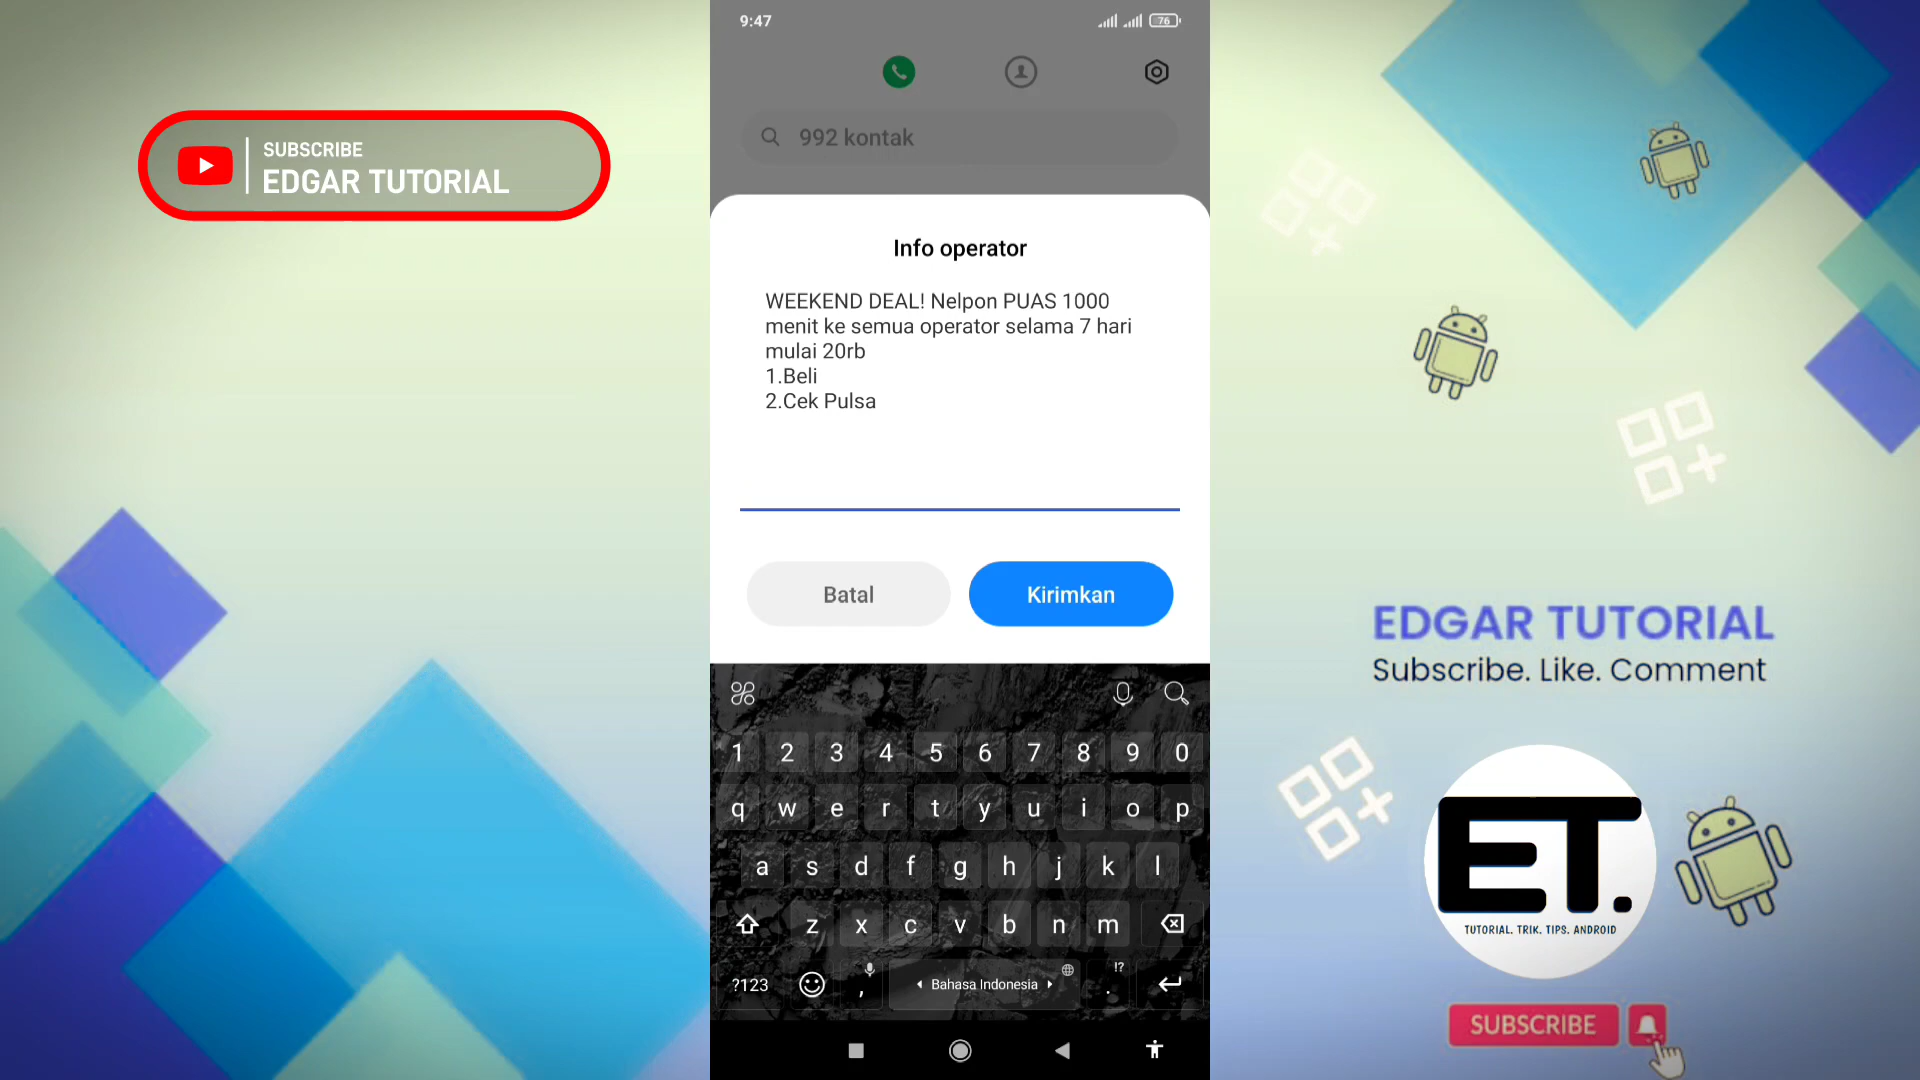 SUBSCRIBE
EDGAR TUTORIAL
9:47
76
992 kontak
Info operator
WEEKEND DEAL! Nelpon PUAS 1000
menit ke semua operator selama 7 hari
mulai 20rb
1.Beli
2.Cek Pulsa
Batal
Kirimkan
1 2 3 4 5 6 7 8 9 0
q w e r t y u i o p
a s d f g h j k l
z x c v b n m
?123
,
Bahasa Indonesia
!?
.
EDGAR TUTORIAL
Subscribe. Like. Comment
ET.
TUTORIAL. TRIK. TIPS. ANDROID
SUBSCRIBE